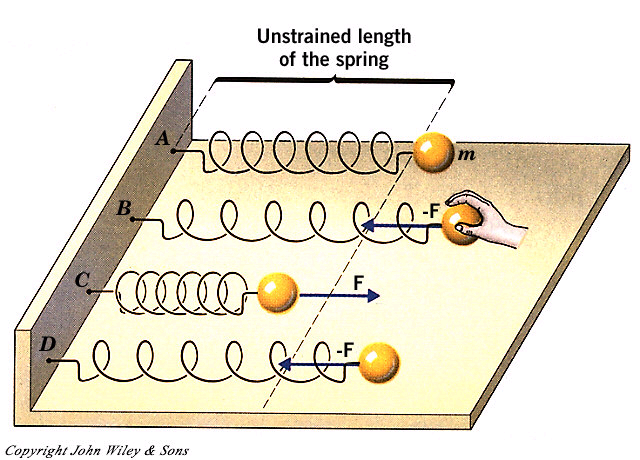 Unstrained length
of the spring
A
m
B
-F
C
F
D
-F
Copyright John Wiley & Sons